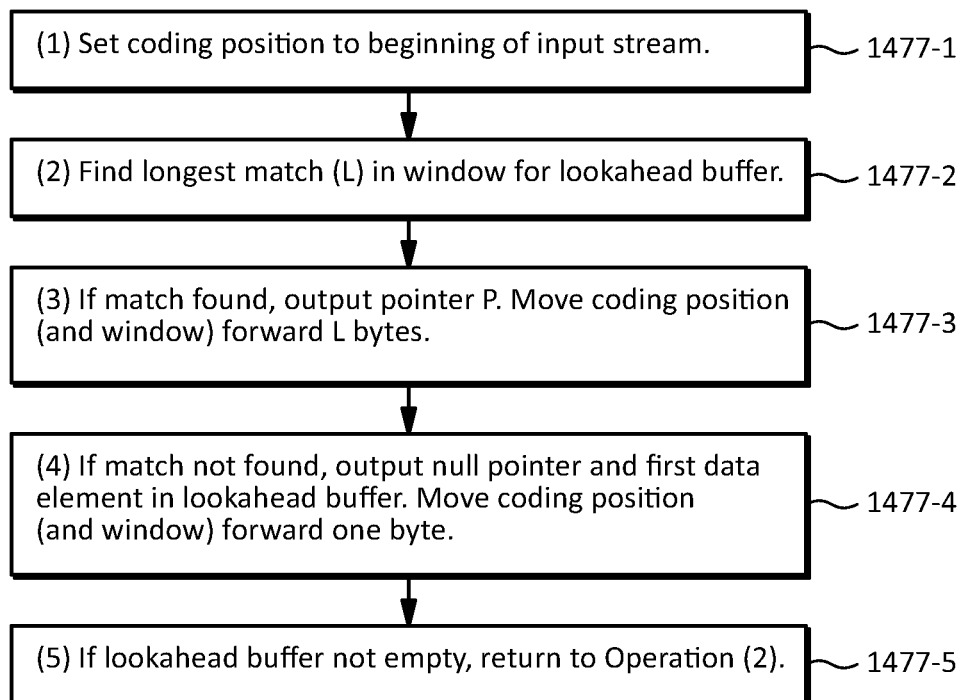 (1) Set coding position to beginning of input stream.
1477-1
(2) Find longest match (L) in window for lookahead buffer.
1477-2
(3) If match found, output pointer P. Move coding position
(and window) forward L bytes.
1477-3
(4) If match not found, output null pointer and first data
element in lookahead buffer. Move coding position
(and window) forward one byte.
1477-4
(5) If lookahead buffer not empty, return to Operation (2).
1477-5